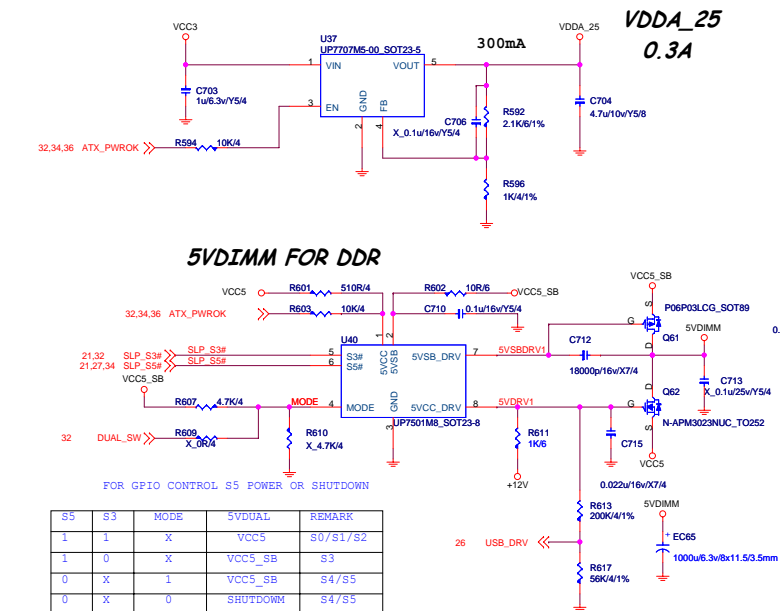 VDDA_25
0.3A
VCC3
U37
UP7707M5-00_SOT23-5
300mA
VDDA_25
1 VIN VOUT 5
C703
1u/6.3v/Y5/4
3 EN GND FB
2 4
C706
X_0.1u/16v/Y5/4
R592
2.1K/6/1%
C704
4.7u/10v/Y5/8
32,34,36 ATX_PWROK
R594 10K/4
R596
1K/4/1%
5VDIMM FOR DDR
VCC5 R601 510R/4
R602 10R/6 VCC5_SB
32,34,36 ATX_PWROK R603 10K/4
C710 0.1u/16v/Y5/4
VCC5_SB
P06P03LCG_SOT89
Q61
G S D
5VDIMM
0.
U40
1 2
5VCC 5VSB
21,32 SLP_S3# SLP_S3# 5 S3#
21,27,34 SLP_S5# SLP_S5# 6 S5#
5VSB_DRV 7 5VSBDRV1
C712
18000p/16v/X7/4
C713
X_0.1u/25v/Y5/4
VCC5_SB
R607 4.7K/4 MODE 4 MODE GND
5VCC_DRV 8 5VDRV1
UP7501M8_SOT23-8
3
Q62
N-APM3023NUC_TO252
D G S
VCC5
32 DUAL_SW R609
X_0R/4
R610
X_4.7K/4
R611
1K/6
+12V
C715
0.022u/16v/X7/4
FOR GPIO CONTROL S5 POWER OR SHUTDOWN
R613
200K/4/1%
26 USB_DRV
R617
56K/4/1%
5VDIMM
+ EC65
1000u/6.3v/8x11.5/3.5mm
S5 S3 MODE 5VDUAL REMARK
1 1 X VCC5 S0/S1/S2
1 0 X VCC5_SB S3
0 X 1 VCC5_SB S4/S5
0 X 0 SHUTDOWM S4/S5